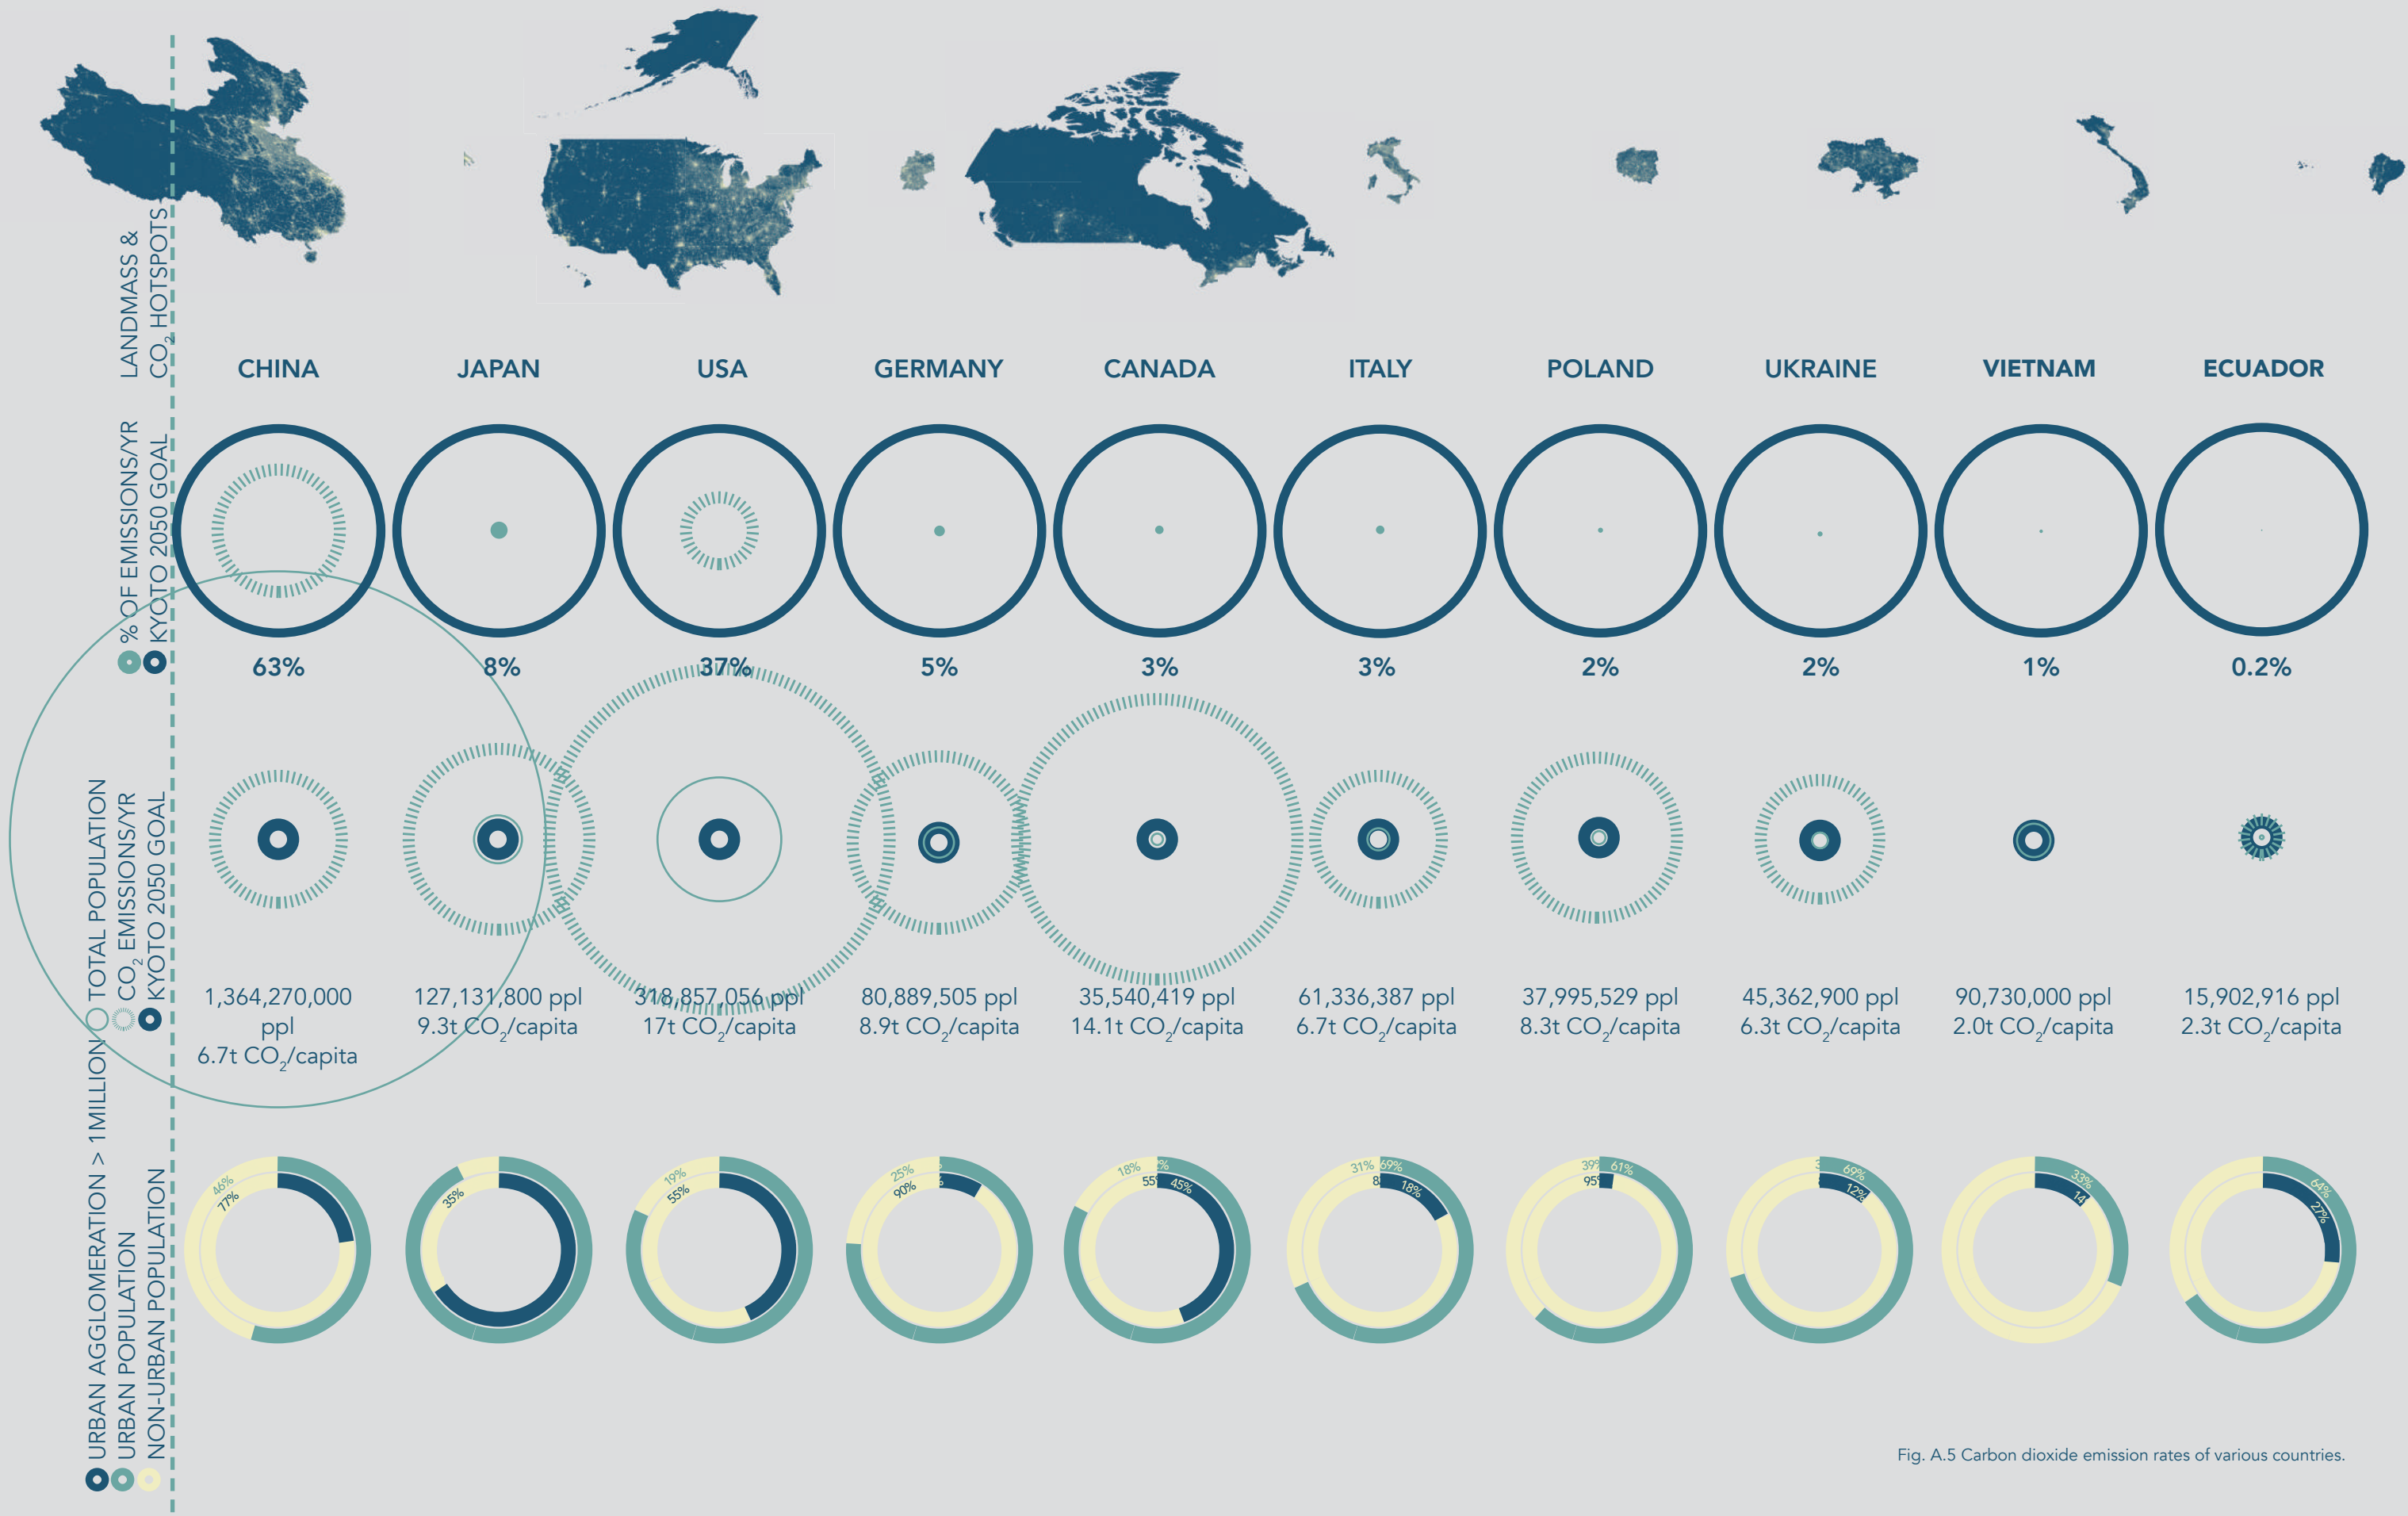 LANDMASS &
CO2 HOTSPOTS
CHINA
JAPAN
USA
GERMANY
CANADA
ITALY
POLAND
UKRAINE
VIETNAM
ECUADOR
% OF EMISSIONS/YR
KYOTO 2050 GOAL
63%
8%
37%
5%
3%
3%
2%
2%
1%
0.2%
TOTAL POPULATION
CO2 EMISSIONS/YR
KYOTO 2050 GOAL
1,364,270,000
ppl
6.7t CO2/capita
127,131,800 ppl
9.3t CO2/capita
318,857,056 ppl
17t CO2/capita
80,889,505 ppl
8.9t CO2/capita
35,540,419 ppl
14.1t CO2/capita
61,336,387 ppl
6.7t CO2/capita
37,995,529 ppl
8.3t CO2/capita
45,362,900 ppl
6.3t CO2/capita
90,730,000 ppl
2.0t CO2/capita
15,902,916 ppl
2.3t CO2/capita
URBAN AGGLOMERATION > 1MILLION
URBAN POPULATION
NON-URBAN POPULATION
46%
77%
35%
19%
55%
25%
90%
18%
55
45%
31%
69%
8
18%
39%
61%
95%
69%
12%
33%
14
64%
27%
Fig. A.5 Carbon dioxide emission rates of various countries.